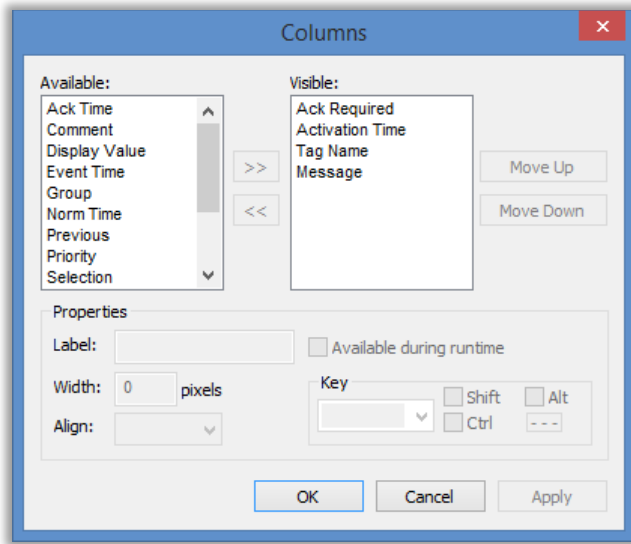 Columns
Available:
Visible:
Ack Time
Comment
Display Value
Event Time
Group
Norm Time
Previous
Priority
Selection
>>
<<
Ack Required
Activation Time
Tag Name
Message
Move Up
Move Down
Properties
Label:
Available during runtime
Width: 0 pixels
Align:
Key
Shift
Alt
Ctrl
---
OK
Cancel
Apply